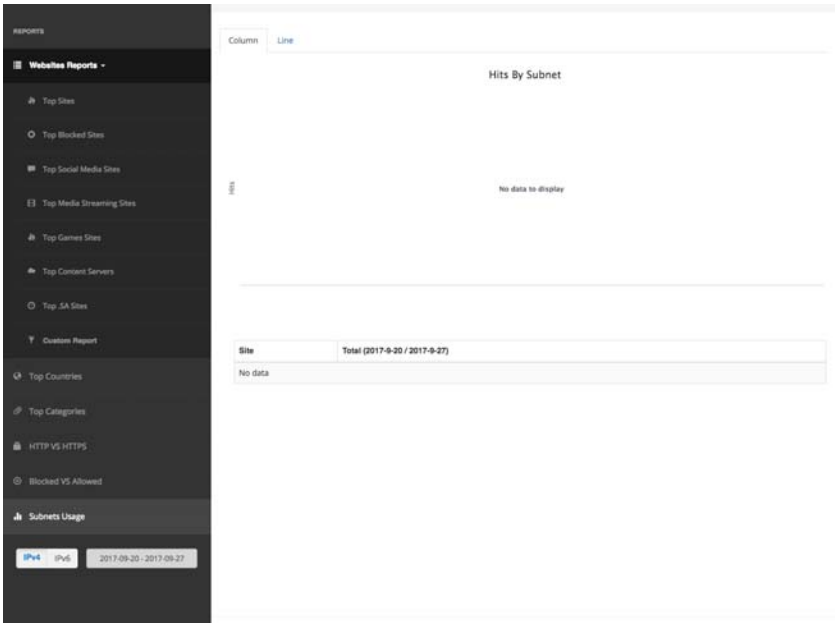 REPORTS
Websites Reports
Top Sites
Top Blocked Sites
Top Social Media Sites
Top Media Streaming Sites
Top Games Sites
Top Content Servers
Top .SA Sites
Custom Report
Top Countries
Top Categories
HTTP VS HTTPS
Blocked VS Allowed
Subnets Usage
IPv4 IPv6 2017-09-20 - 2017-09-27
Column Line
Hits By Subnet
Hits
No data to display
Site Total (2017-9-20 / 2017-9-27)
No data